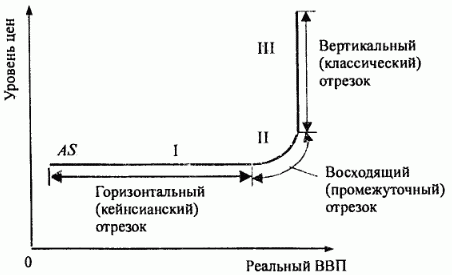 Уровень цен
III
Вертикальный
(классический)
отрезок
AS
I
II
Горизонтальный
(кейнсианский)
отрезок
Восходящий
(промежуточный)
отрезок
0
Реальный ВВП